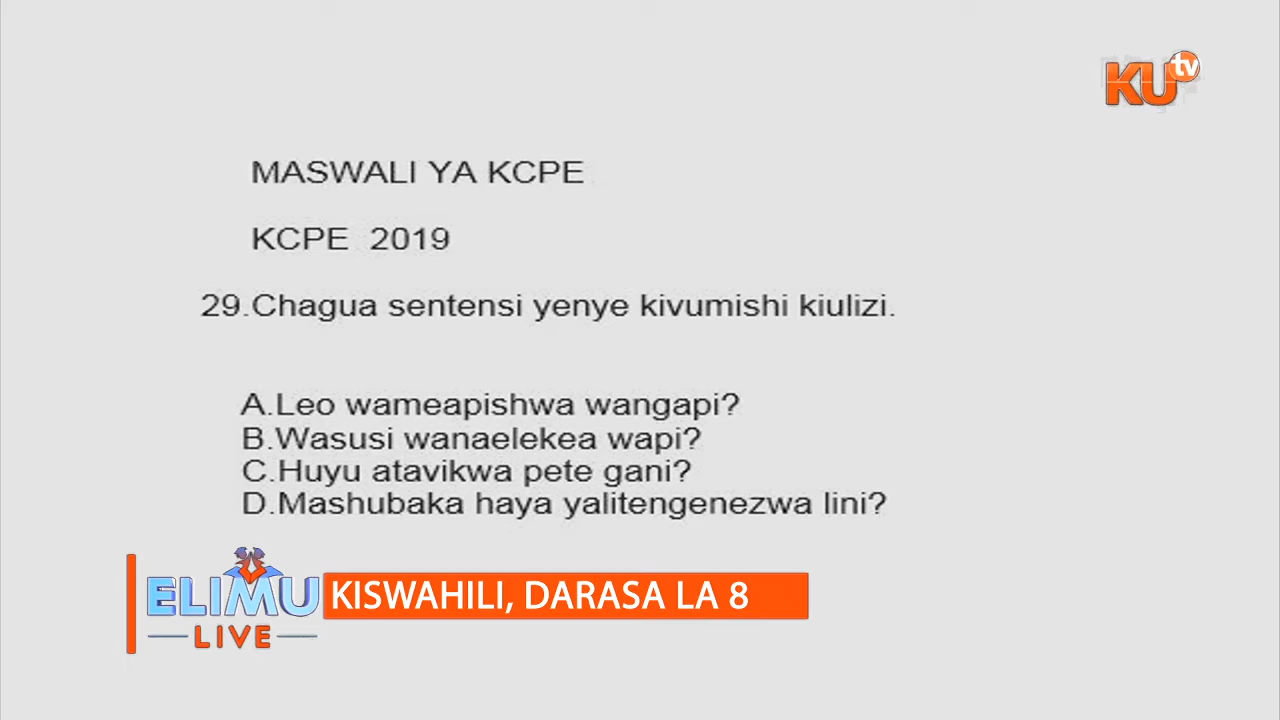 KU tv
MASWALI YA KCPE
KCPE 2019
29.Chagua sentensi yenye kivumishi kiulizi.
A.Leo wameapishwa wangapi?
B.Wasusi wanaelekea wapi?
C.Huyu atavikwa pete gani?
D.Mashubaka haya yalitengenezwa lini?
ELIMU
LIVE
KISWAHILI, DARASA LA 8